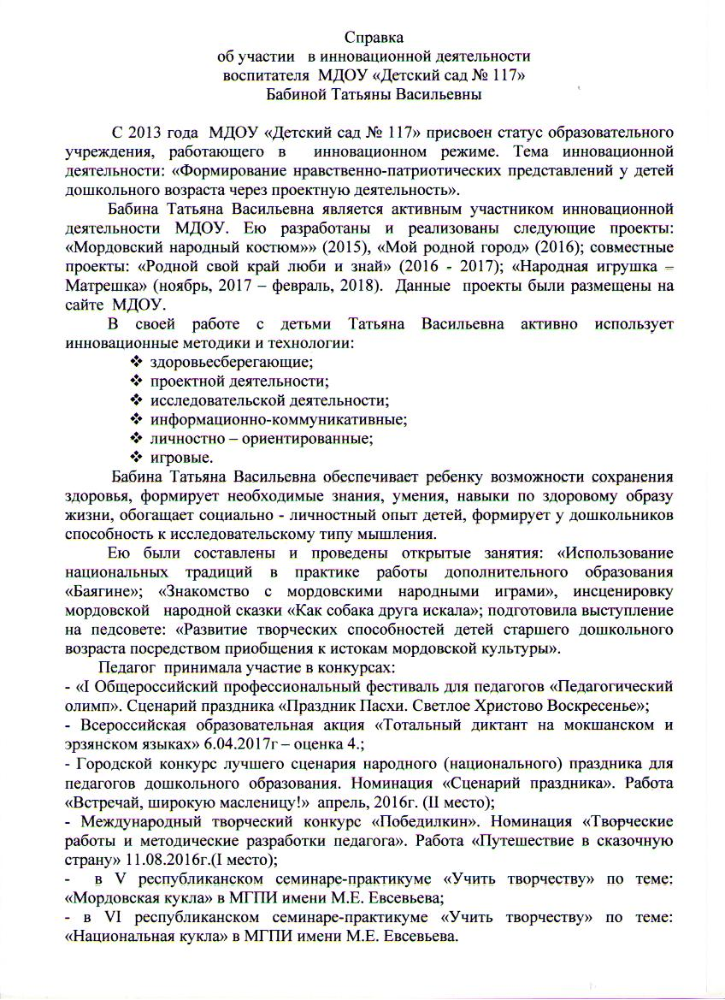 Справка
об участии в инновационной деятельности
воспитателя МДОУ «Детский сад № 117»
Бабиной Татьяны Васильевны
С 2013 года МДОУ «Детский сад № 117» присвоен статус образовательного
учреждения, работающего в инновационном режиме. Тема инновационной
деятельности: «Формирование нравственно-патриотических представлений у детей
дошкольного возраста через проектную деятельность».
Бабина Татьяна Васильевна является активным участником инновационной
деятельности МДОУ. Ею разработаны и реализованы следующие проекты:
«Мордовский народный костюм»» (2015), «Мой родной город» (2016); совместные
проекты: «Родной свой край люби и знай» (2016 - 2017); «Народная игрушка –
Матрешка» (ноябрь, 2017 – февраль, 2018). Данные проекты были размещены на
сайте МДОУ.
В своей работе с детьми Татьяна Васильевна активно использует
инновационные методики и технологии:
❖ здоровьесберегающие;
❖ проектной деятельности;
❖ исследовательской деятельности;
❖ информационно-коммуникативные;
❖ личностно – ориентированные;
❖ игровые.
Бабина Татьяна Васильевна обеспечивает ребенку возможности сохранения
здоровья, формирует необходимые знания, умения, навыки по здоровому образу
жизни, обогащает социально - личностный опыт детей, формирует у дошкольников
способность к исследовательскому типу мышления.
Ею были составлены и проведены открытые занятия: «Использование
национальных традиций в практике работы дополнительного образования
«Баягине»; «Знакомство с мордовскими народными играми», инсценировку
мордовской народной сказки «Как собака друга искала»; подготовила выступление
на педсовете: «Развитие творческих способностей детей старшего дошкольного
возраста посредством приобщения к истокам мордовской культуры».
Педагог принимала участие в конкурсах:
- «I Общероссийский профессиональный фестиваль для педагогов «Педагогический
олимп». Сценарий праздника «Праздник Пасхи. Светлое Христово Воскресенье»;
- Всероссийская образовательная акция «Тотальный диктант на мокшанском и
эрзянском языках» 6.04.2017г – оценка 4.;
- Городской конкурс лучшего сценария народного (национального) праздника для
педагогов дошкольного образования. Номинация «Сценарий праздника». Работа
«Встречай, широкую масленицу!» апрель, 2016г. (II место);
- Международный творческий конкурс «Победилкин». Номинация «Творческие
работы и методические разработки педагога». Работа «Путешествие в сказочную
страну» 11.08.2016г.(I место);
- в V республиканском семинаре-практикуме «Учить творчеству» по теме:
«Мордовская кукла» в МГПИ имени М.Е. Евсевьева;
- в VI республиканском семинаре-практикуме «Учить творчеству» по теме:
«Национальная кукла» в МГПИ имени М.Е. Евсевьева.